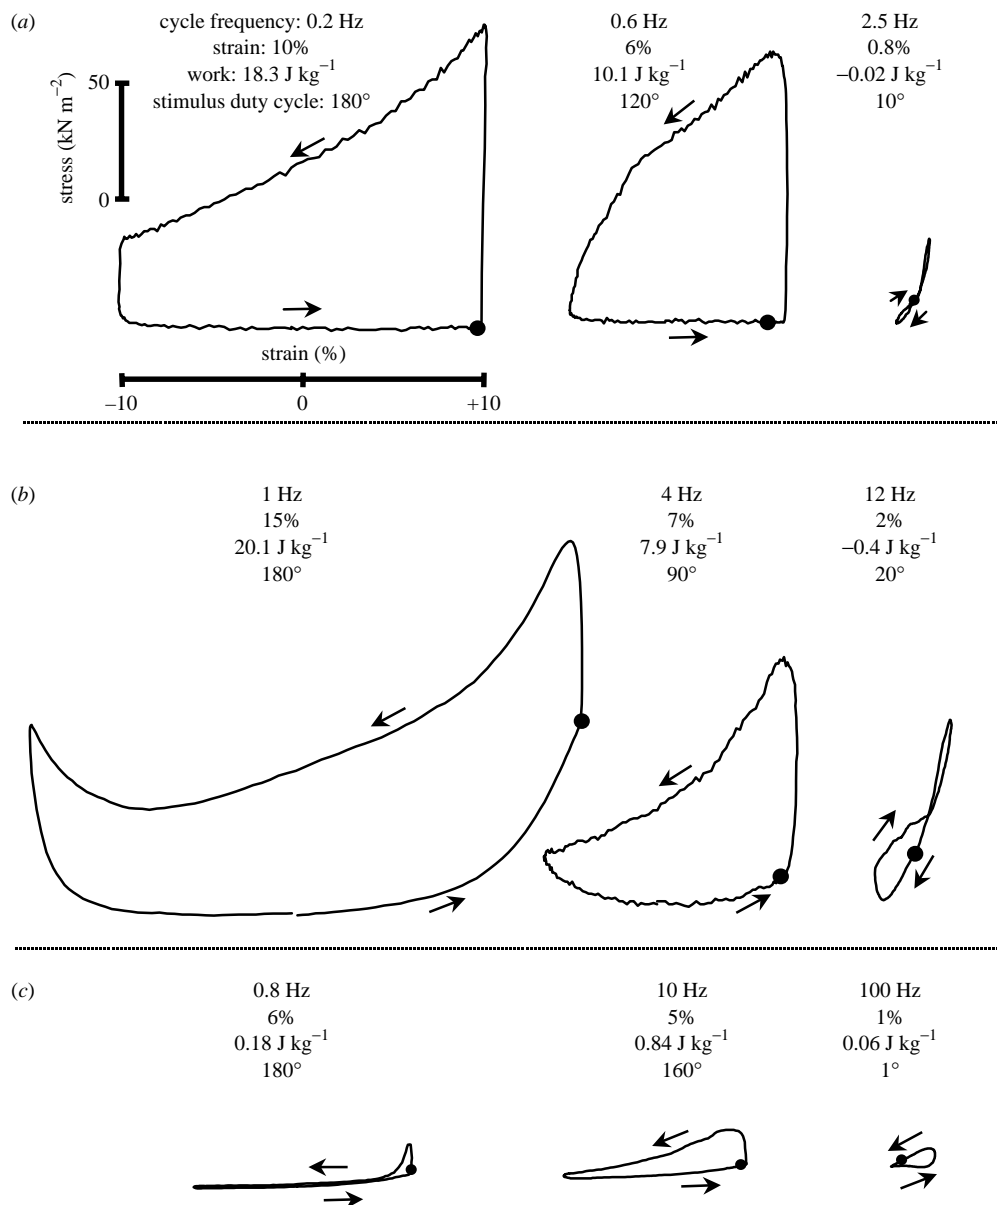 (a)
cycle frequency: 0.2 Hz
strain: 10%
work: 18.3 J kg⁻¹
stimulus duty cycle: 180°
0.6 Hz
6%
10.1 J kg⁻¹
120°
2.5 Hz
0.8%
−0.02 J kg⁻¹
10°
stress (kN m⁻²)
50
0
strain (%)
−10 0 +10
(b)
1 Hz
15%
20.1 J kg⁻¹
180°
4 Hz
7%
7.9 J kg⁻¹
90°
12 Hz
2%
−0.4 J kg⁻¹
20°
(c)
0.8 Hz
6%
0.18 J kg⁻¹
180°
10 Hz
5%
0.84 J kg⁻¹
160°
100 Hz
1%
0.06 J kg⁻¹
1°